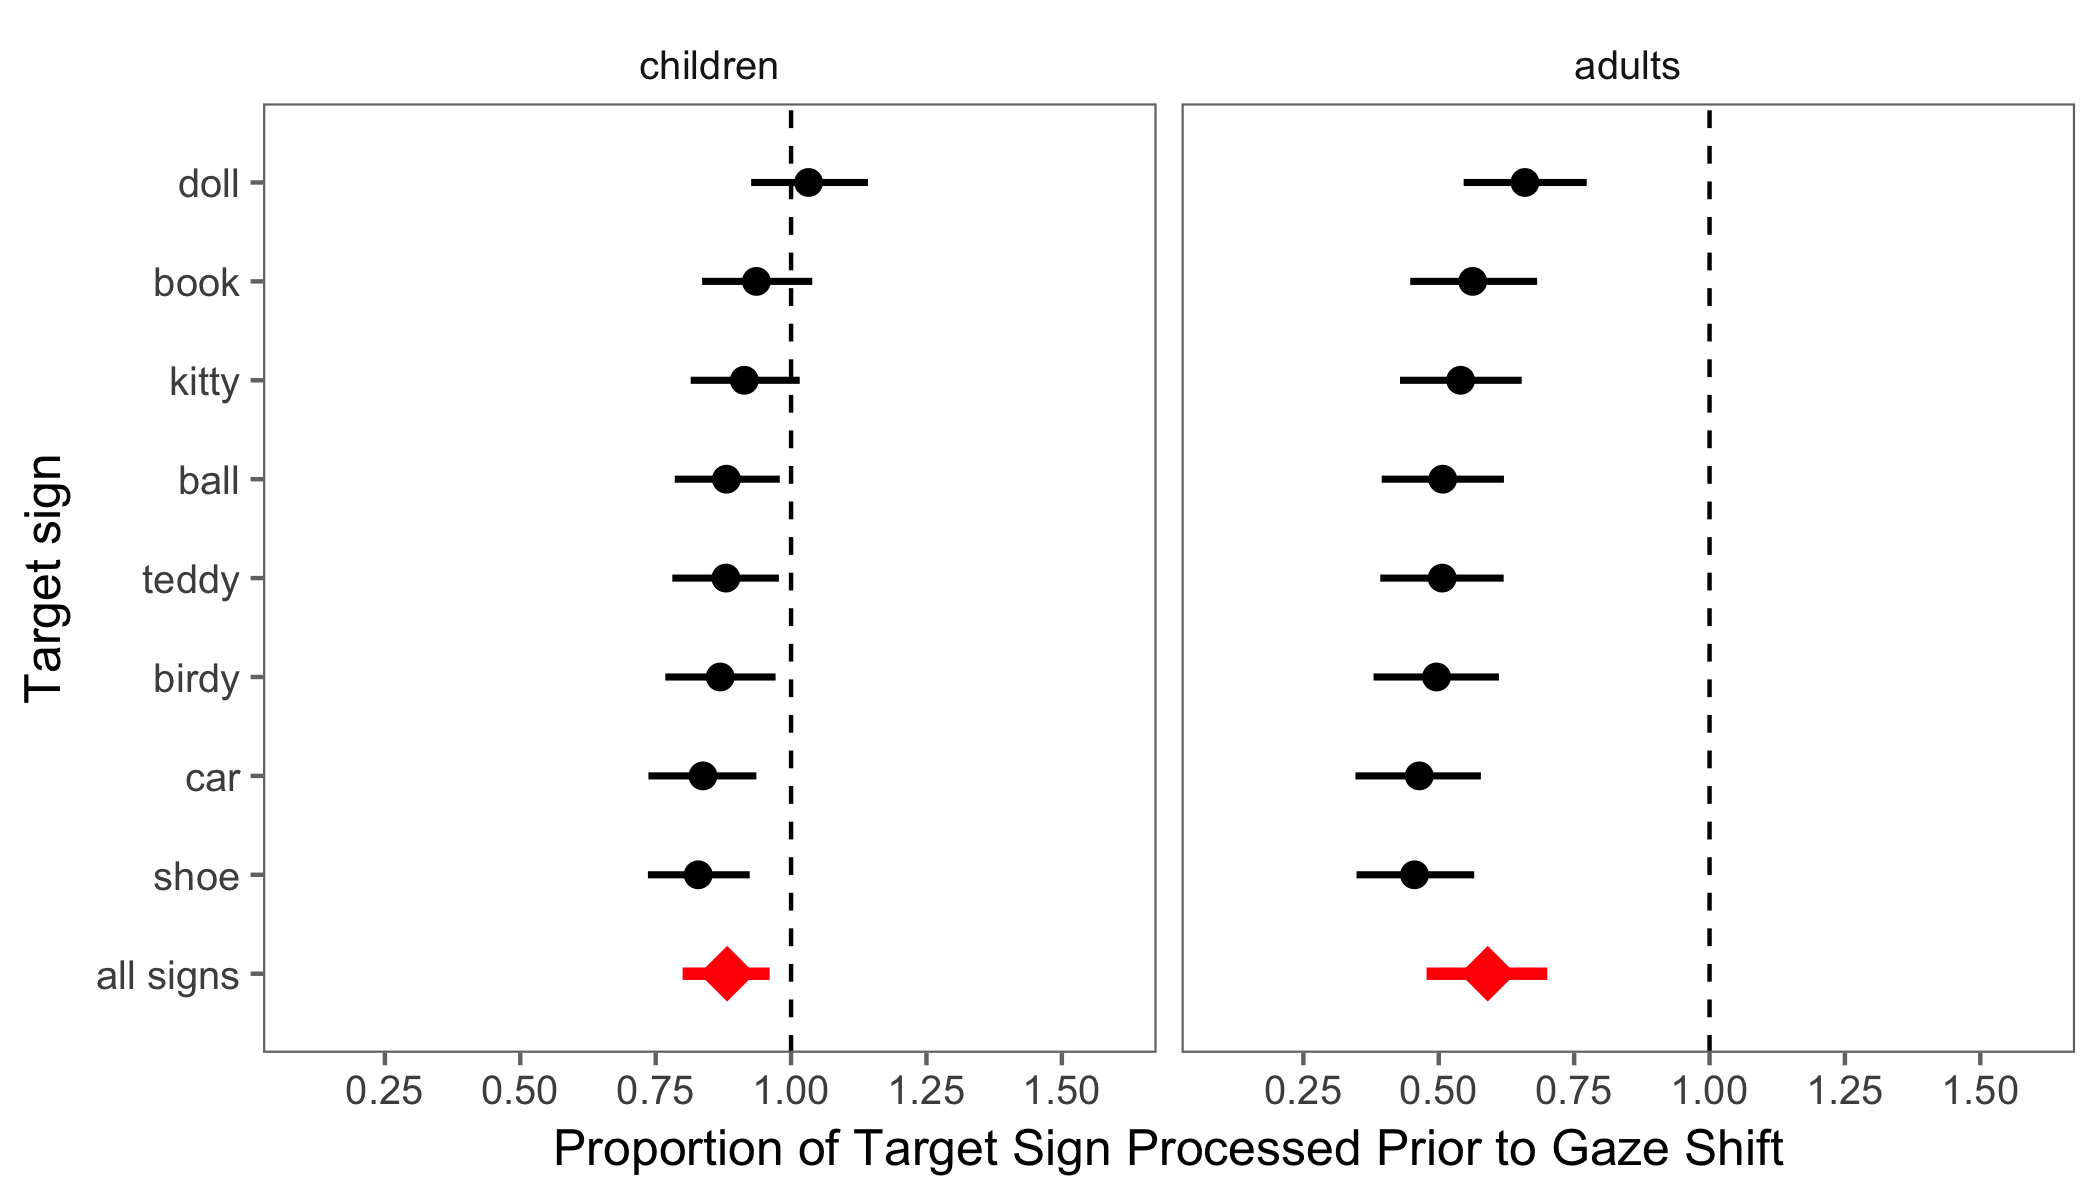 children
adults
Target sign
doll
book
kitty
ball
teddy
birdy
car
shoe
all signs
0.25 0.50 0.75 1.00 1.25 1.50
0.25 0.50 0.75 1.00 1.25 1.50
Proportion of Target Sign Processed Prior to Gaze Shift